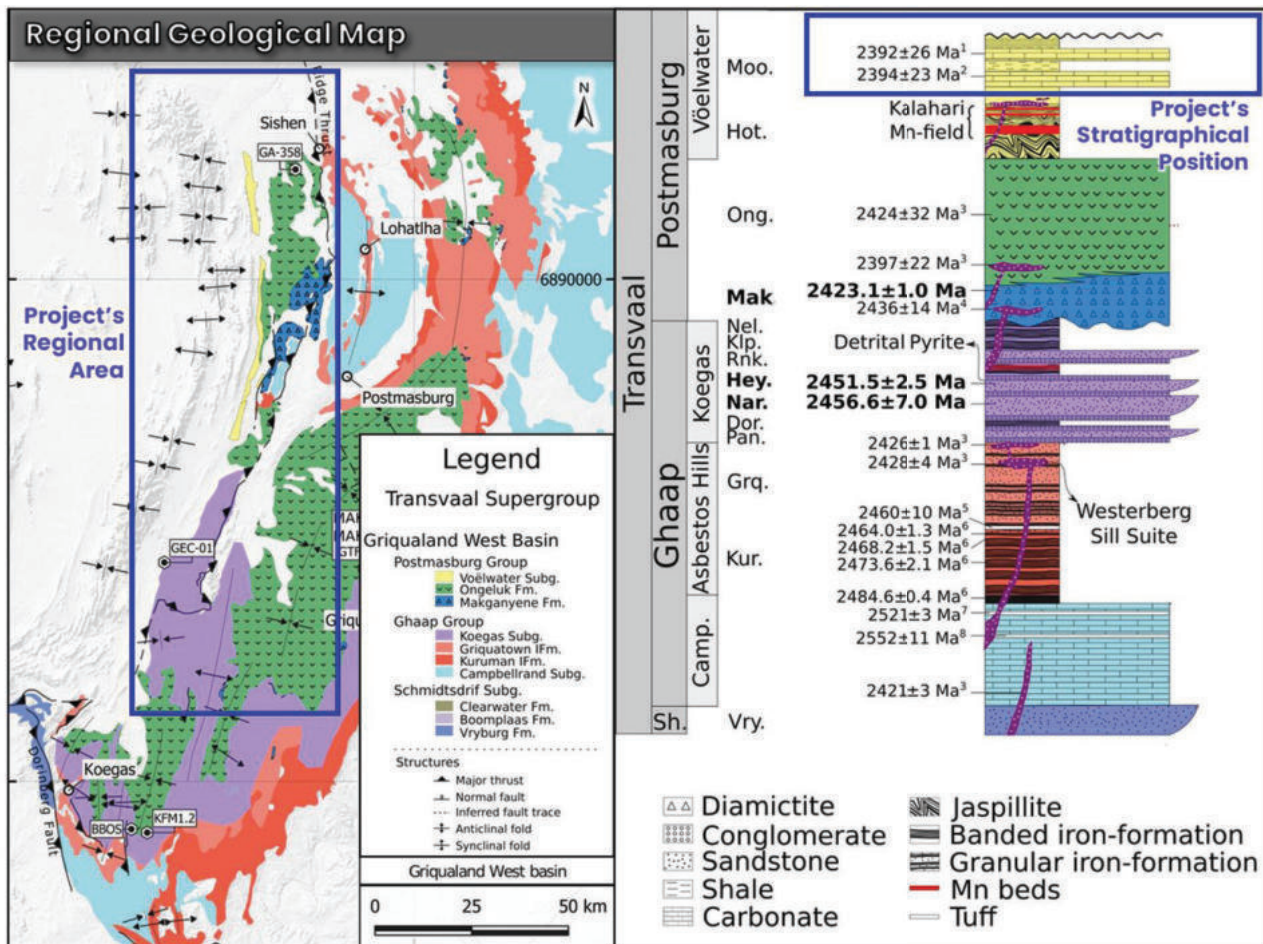 Regional Geological Map
Ridge Thrust
N
Sishen
GA-358
Lohatlha
6890000
Project's
Regional
Area
Postmasburg
GEC-01
MAK
MAK
GTF
Griqu
Koegas
Doringberg Fault
BBOS
KFM1.2
Legend
Transvaal Supergroup
Griqualand West Basin
Postmasburg Group
Voëlwater Subg.
Ongeluk Fm.
Makganyene Fm.
Ghaap Group
Koegas Subg.
Griquatown IFm.
Kuruman IFm.
Campbellrand Subg.
Schmidtsdrif Subg.
Clearwater Fm.
Boomplaas Fm.
Vryburg Fm.
Structures
Major thrust
Normal fault
Inferred fault trace
Anticlinal fold
Synclinal fold
Griqualand West basin
0 25 50 km
Transvaal
Postmasburg
Ghaap
Vöelwater
Koegas
Asbestos Hills
Camp.
Sh.
Moo.
Hot.
Ong.
Mak
Nel.
Klp.
Rnk.
Hey.
Nar.
Dor.
Pan.
Grq.
Kur.
Vry.
2392±26 Ma¹
2394±23 Ma²
Kalahari
Mn-field
Project's
Stratigraphical
Position
2424±32 Ma³
2397±22 Ma³
2423.1±1.0 Ma
2436±14 Ma⁴
Detrital Pyrite
2451.5±2.5 Ma
2456.6±7.0 Ma
2426±1 Ma³
2428±4 Ma³
Westerberg
Sill Suite
2460±10 Ma⁵
2464.0±1.3 Ma⁶
2468.2±1.5 Ma⁶
2473.6±2.1 Ma⁶
2484.6±0.4 Ma⁶
2521±3 Ma⁷
2552±11 Ma⁸
2421±3 Ma³
Diamictite
Conglomerate
Sandstone
Shale
Carbonate
Jaspillite
Banded iron-formation
Granular iron-formation
Mn beds
Tuff